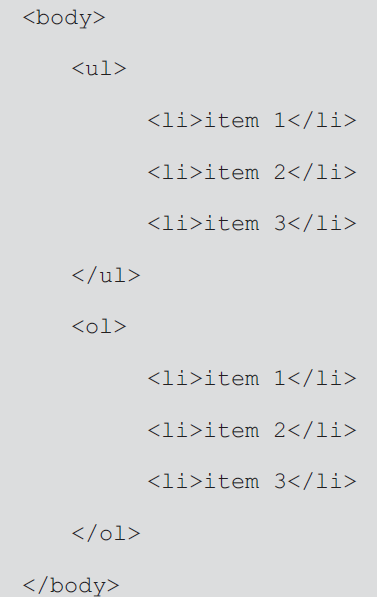 <body>
<ul>
<li>item 1</li>
<li>item 2</li>
<li>item 3</li>
</ul>
<ol>
<li>item 1</li>
<li>item 2</li>
<li>item 3</li>
</ol>
</body>